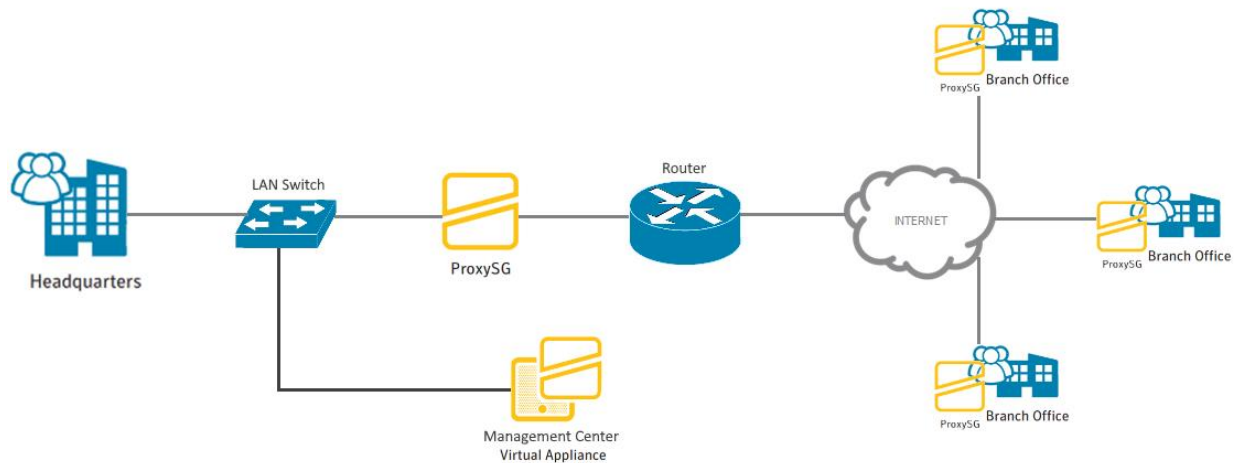 ProxySG
Branch Office
Router
LAN Switch
INTERNET
ProxySG
Branch Office
Headquarters
ProxySG
ProxySG
Branch Office
Management Center
Virtual Appliance